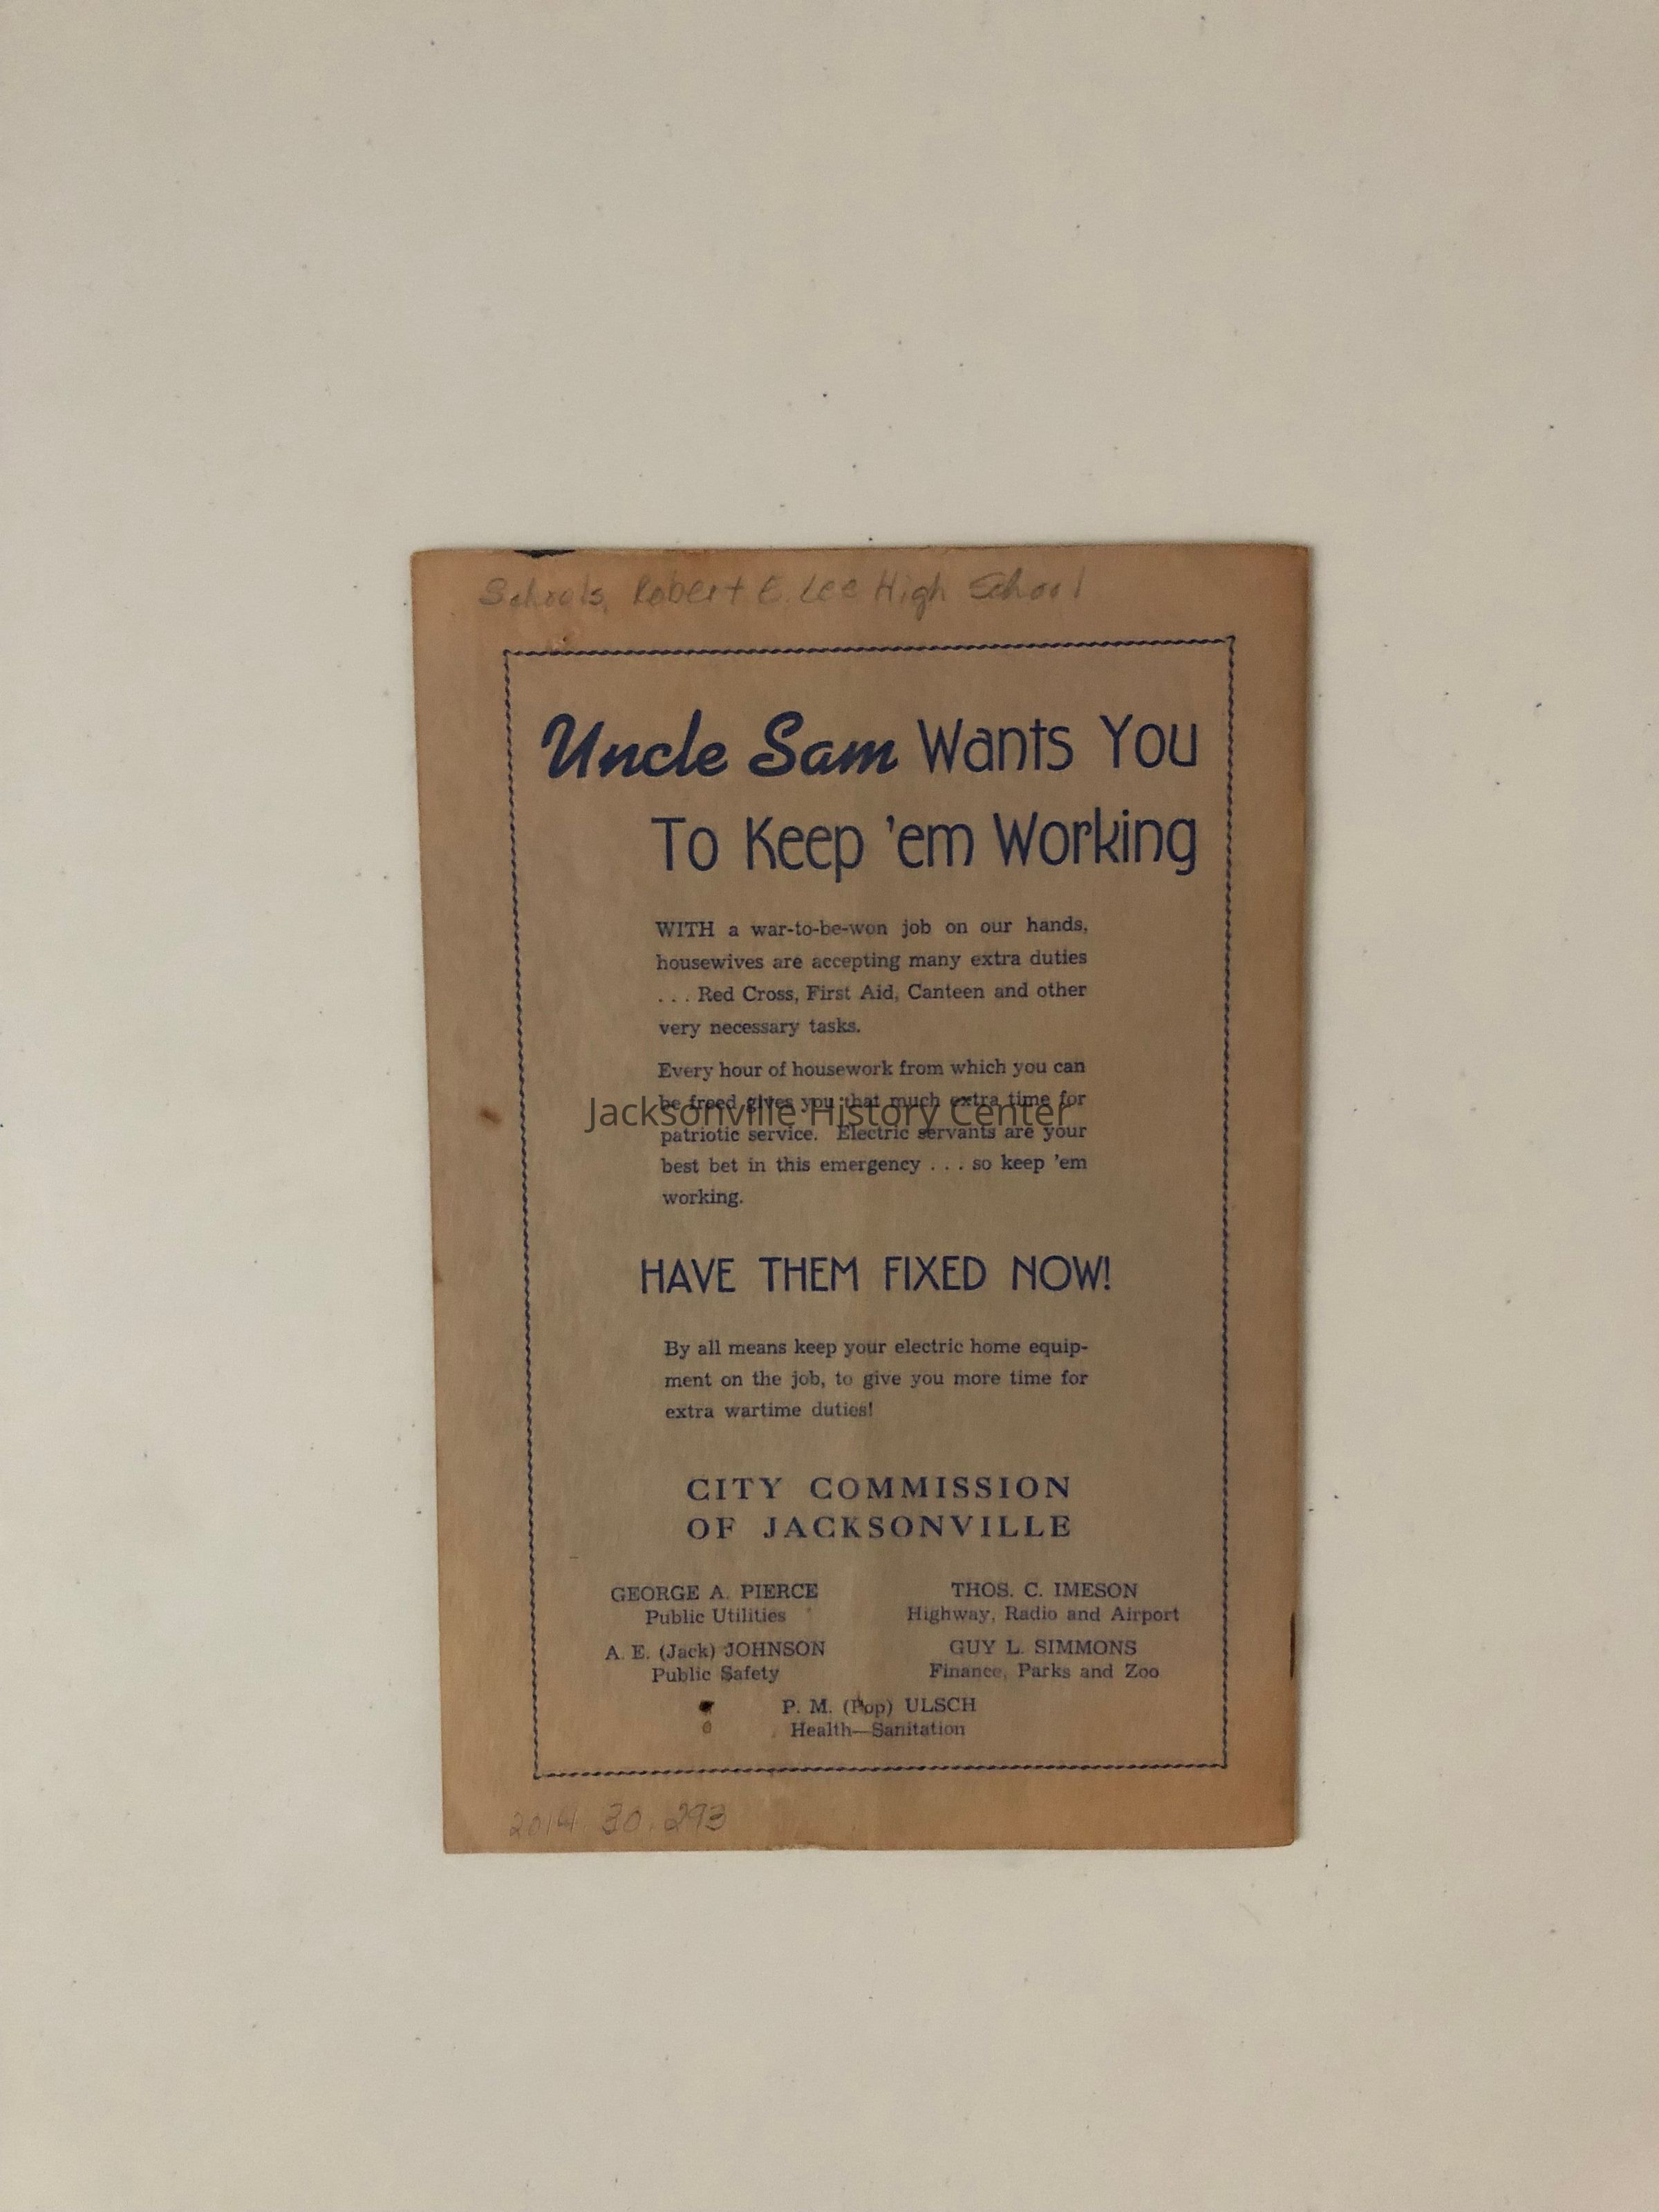 Schools, Robert E. Lee High School
Uncle Sam Wants You
To Keep 'em Working
WITH a war-to-be-won job on our hands,
housewives are accepting many extra duties
. . . Red Cross, First Aid, Canteen and other
very necessary tasks.
Every hour of housework from which you can
be freed gives you that much extra time for
Jacksonville History Center
patriotic service. Electric servants are your
best bet in this emergency . . . so keep 'em
working.
HAVE THEM FIXED NOW!
By all means keep your electric home equip-
ment on the job, to give you more time for
extra wartime duties!
CITY COMMISSION
OF JACKSONVILLE
GEORGE A. PIERCE
Public Utilities
THOS. C. IMESON
Highway, Radio and Airport
A. E. (Jack) JOHNSON
Public Safety
GUY L. SIMMONS
Finance, Parks and Zoo
P. M. (Pop) ULSCH
Health—Sanitation
2014.30.293